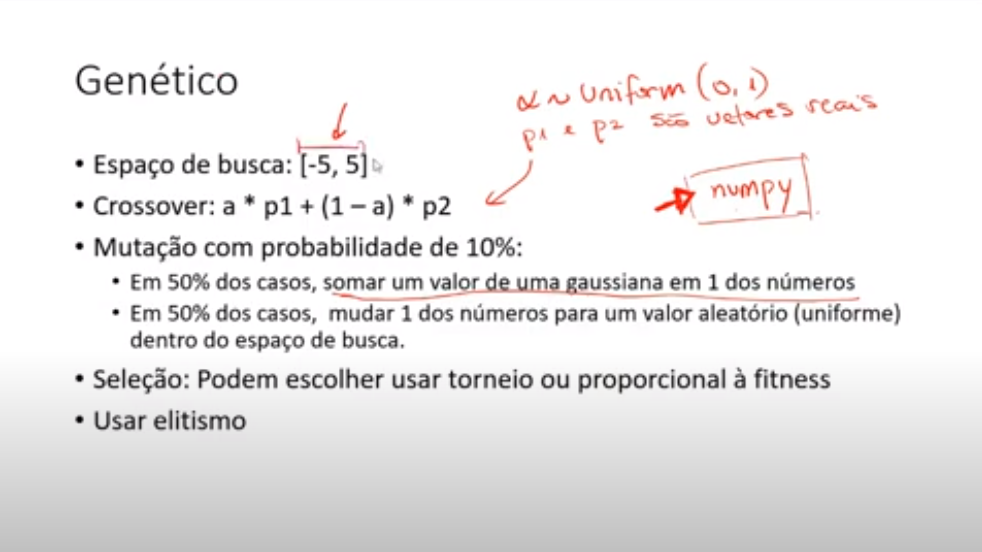 Genético
α ~ Uniform (0, 1)
p1 e p2 são vetores reais
• Espaço de busca: [-5, 5]
numpy
• Crossover: a * p1 + (1 – a) * p2
• Mutação com probabilidade de 10%:
• Em 50% dos casos, somar um valor de uma gaussiana em 1 dos números
• Em 50% dos casos, mudar 1 dos números para um valor aleatório (uniforme)
dentro do espaço de busca.
• Seleção: Podem escolher usar torneio ou proporcional à fitness
• Usar elitismo